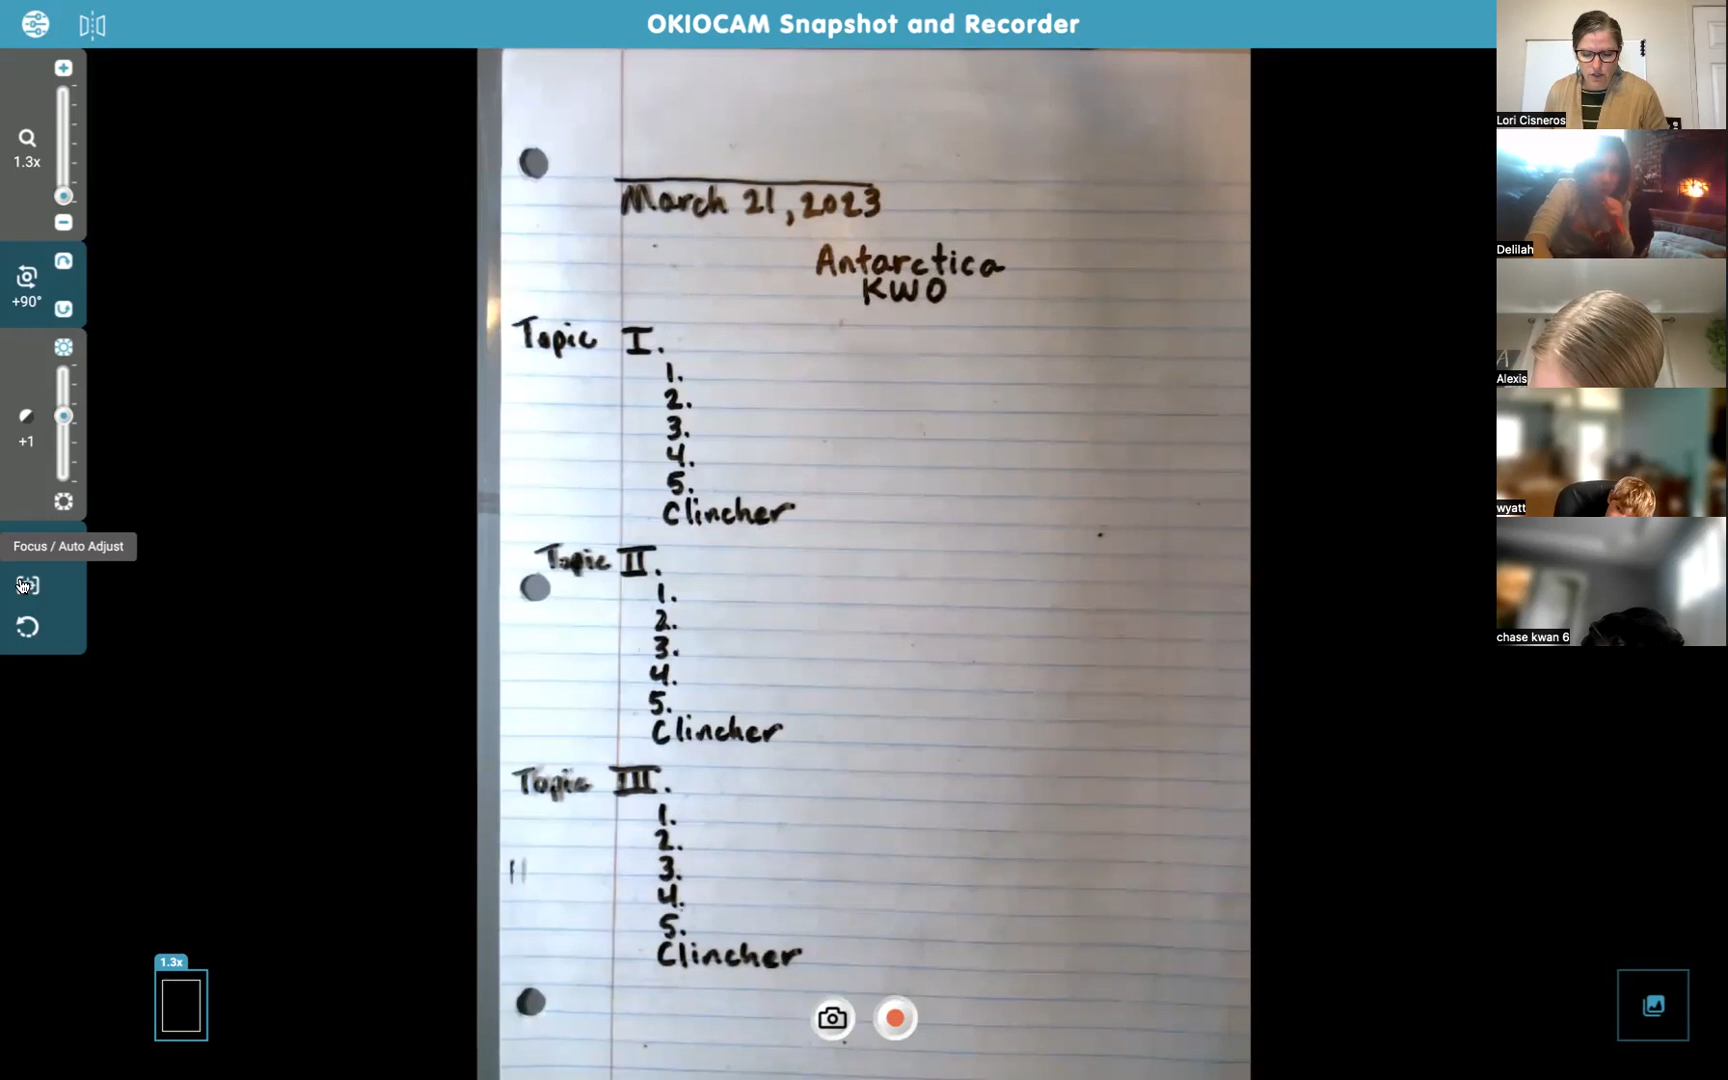 OKIOCAM Snapshot and Recorder
1.3x
+90°
+1
Focus / Auto Adjust
1.3x
March 21, 2023
Antarctica
KWO
Topic I.
1.
2.
3.
4.
5.
Clincher
Topic II.
1.
2.
3.
4.
5.
Clincher
Topic III.
1.
2.
3.
4.
5.
Clincher
Lori Cisneros
Delilah
Alexis
wyatt
chase kwan 6